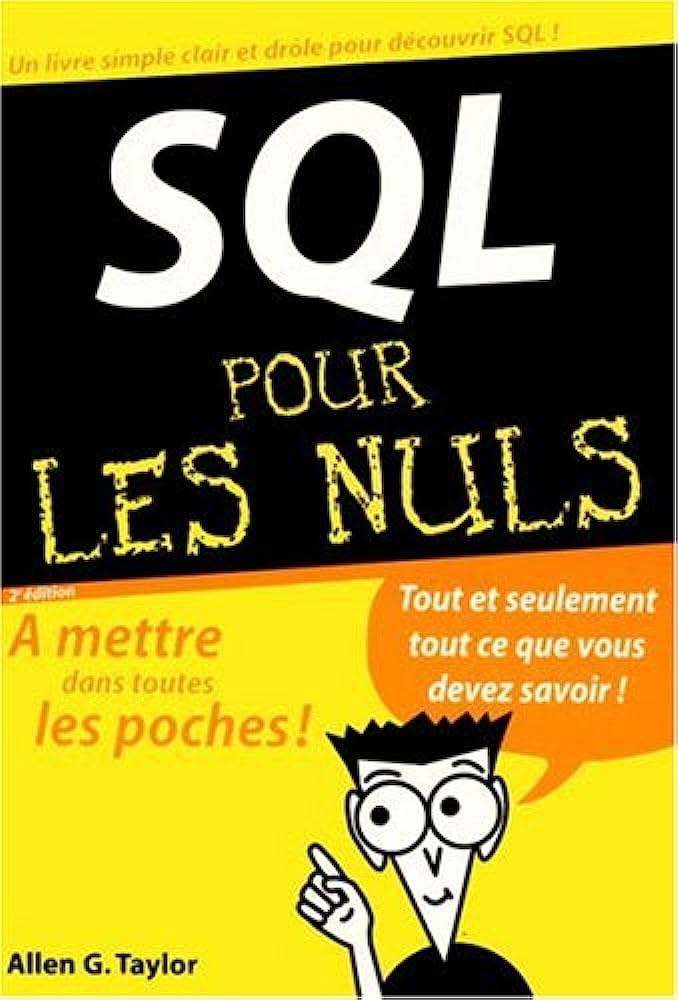 Un livre simple clair et drôle pour découvrir SQL !
SQL
POUR
LES NULS
2e édition
A mettre
dans toutes
les poches !
Tout et seulement
tout ce que vous
devez savoir !
Allen G. Taylor